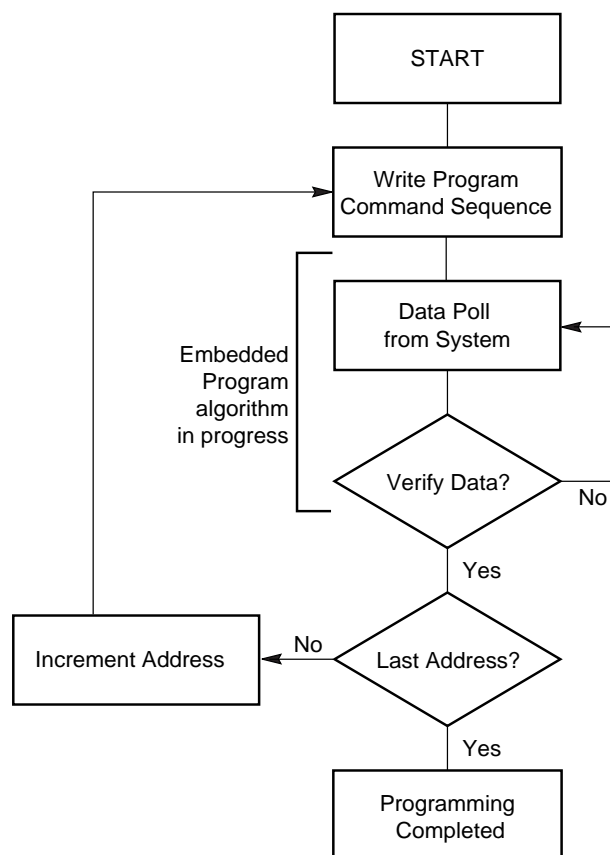 START
Write Program
Command Sequence
Data Poll
from System
Embedded
Program
algorithm
in progress
Verify Data?
No
Yes
Increment Address
No
Last Address?
Yes
Programming
Completed